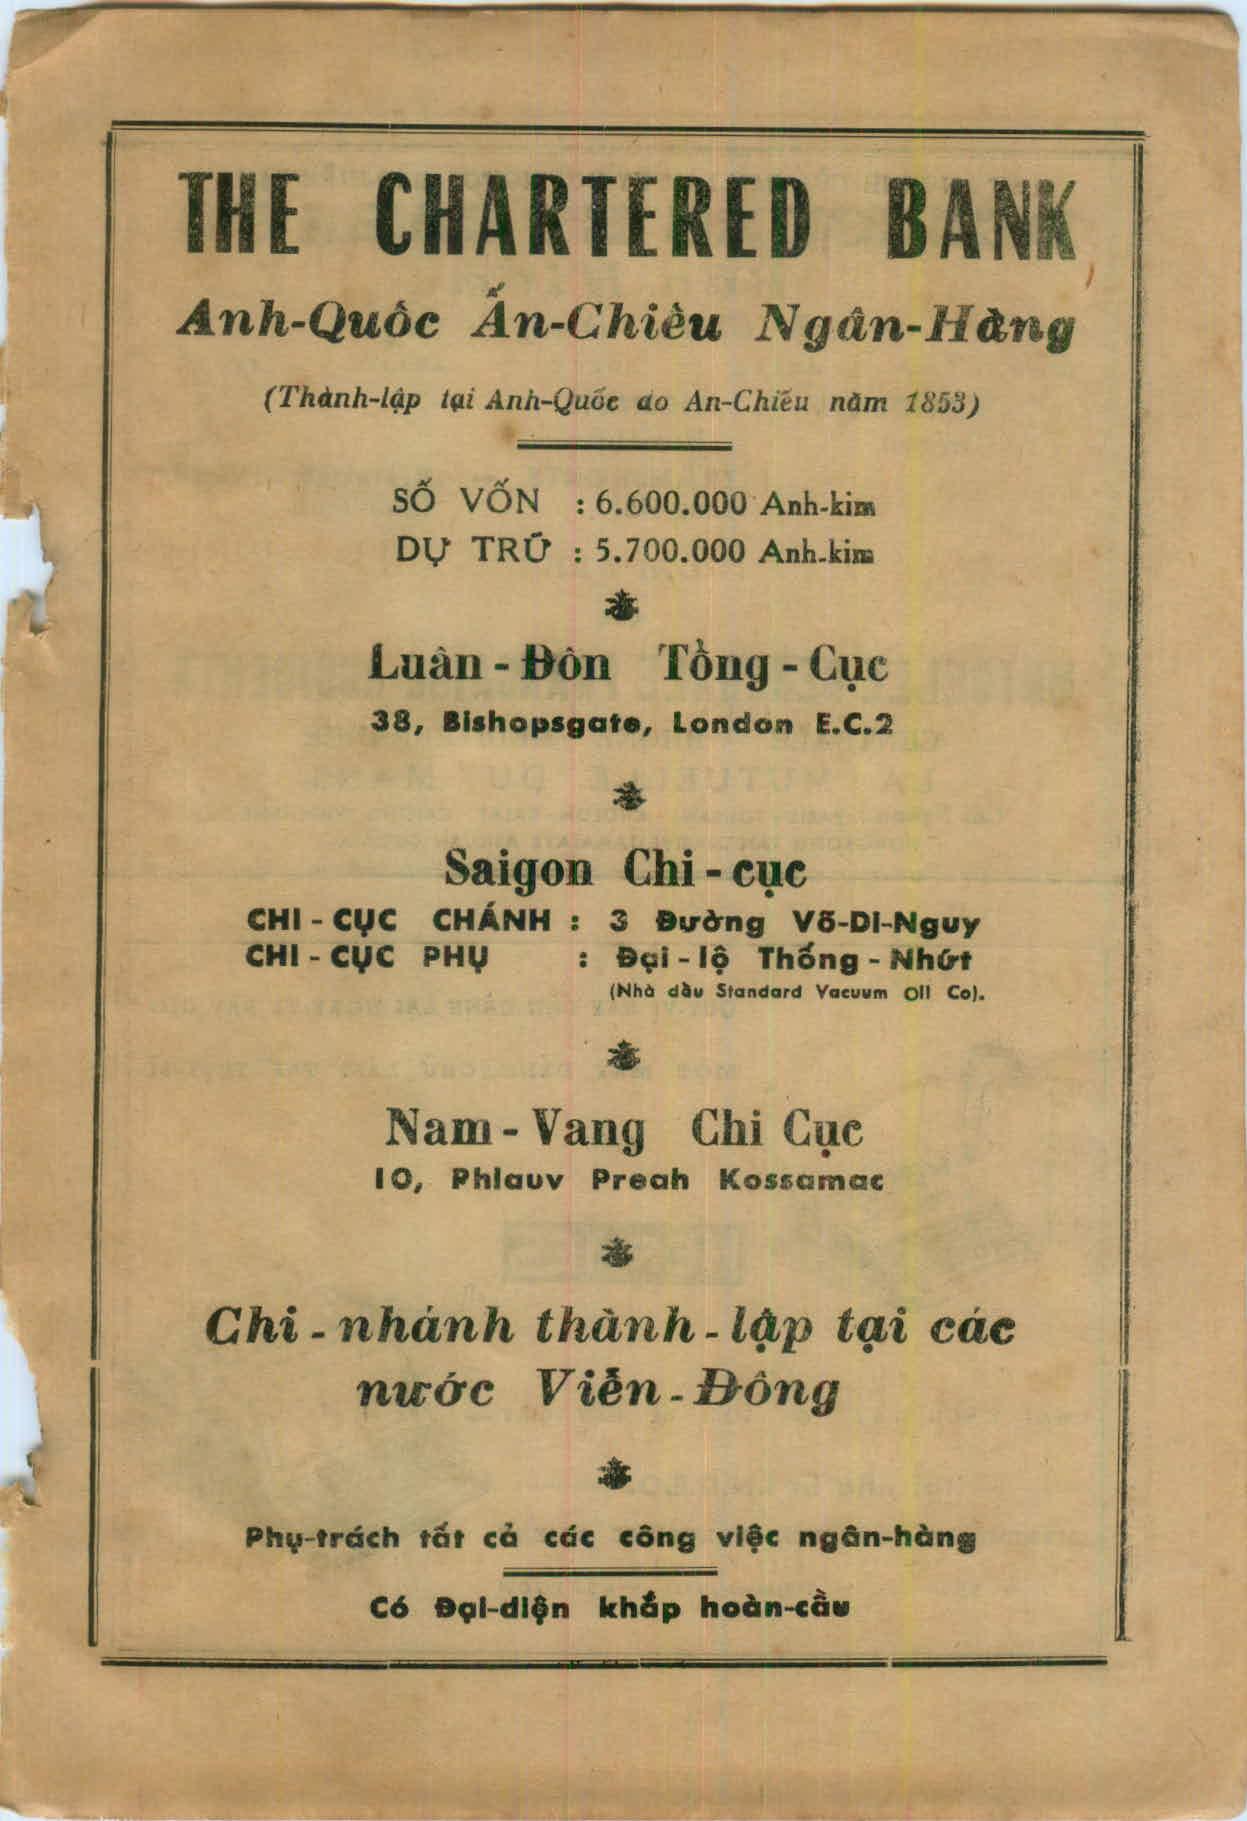 THE CHARTERED BANK
Anh-Quốc Ấn-Chiếu Ngân-Hàng
(Thành-lập tại Anh-Quốc do An-Chiếu năm 1853)
SỐ VỐN : 6.600.000 Anh-kim
DỰ TRỮ : 5.700.000 Anh-kim
Luân-Đôn Tổng-Cục
38, Bishopsgate, London E.C.2
Saigon Chi-cục
CHI-CỤC CHÁNH : 3 Đường Võ-Di-Nguy
CHI-CỤC PHỤ : Đại-lộ Thống-Nhứt
(Nhà dầu Standard Vacuum Oil Co).
Nam-Vang Chi Cục
10, Phlauv Preah Kossamac
Chi-nhánh thành-lập tại các
nước Viễn-Đông
Phụ-trách tất cả các công việc ngân-hàng
Có Đại-diện khắp hoàn-cầu